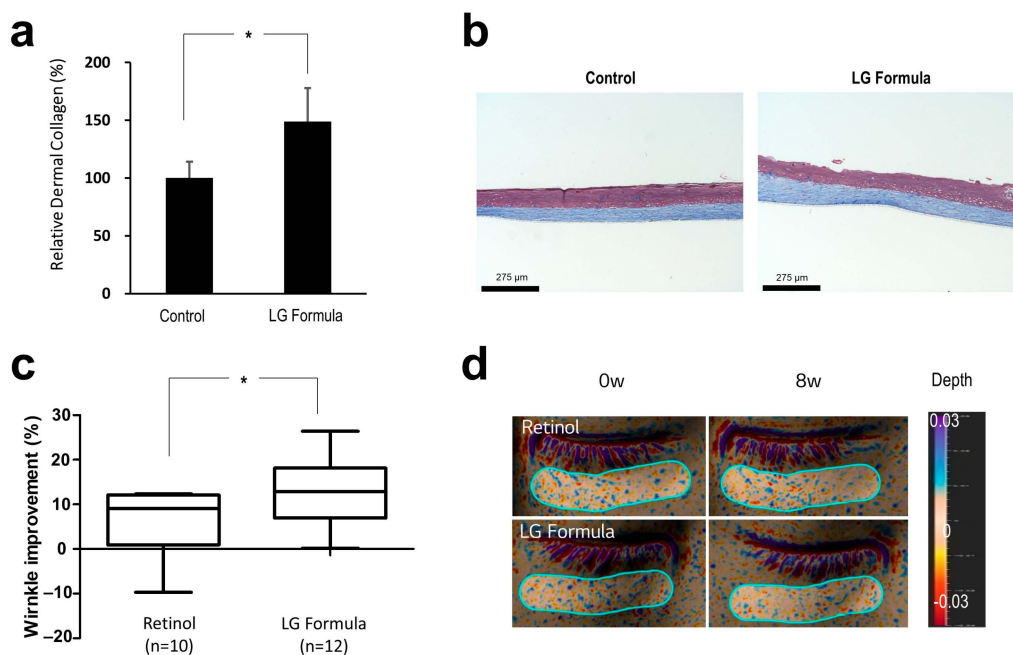 a
*
Relative Dermal Collagen (%)
200
150
100
50
0
Control
LG Formula
b
Control
LG Formula
275 µm
275 µm
c
*
Wirnkle improvement (%)
30
20
10
0
−10
−20
Retinol
(n=10)
LG Formula
(n=12)
d
0w
8w
Depth
Retinol
LG Formula
0.03
0
-0.03